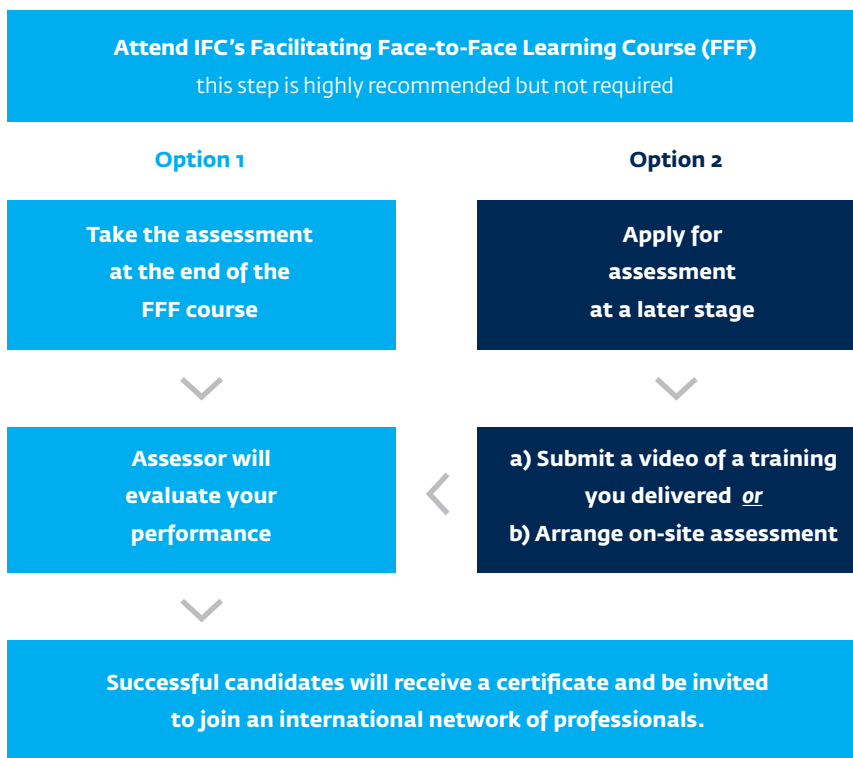 Attend IFC's Facilitating Face-to-Face Learning Course (FFF)
this step is highly recommended but not required
Option 1
Take the assessment
at the end of the
FFF course
Assessor will
evaluate your
performance
Option 2
Apply for
assessment
at a later stage
a) Submit a video of a training
you delivered or
b) Arrange on-site assessment
Successful candidates will receive a certificate and be invited
to join an international network of professionals.